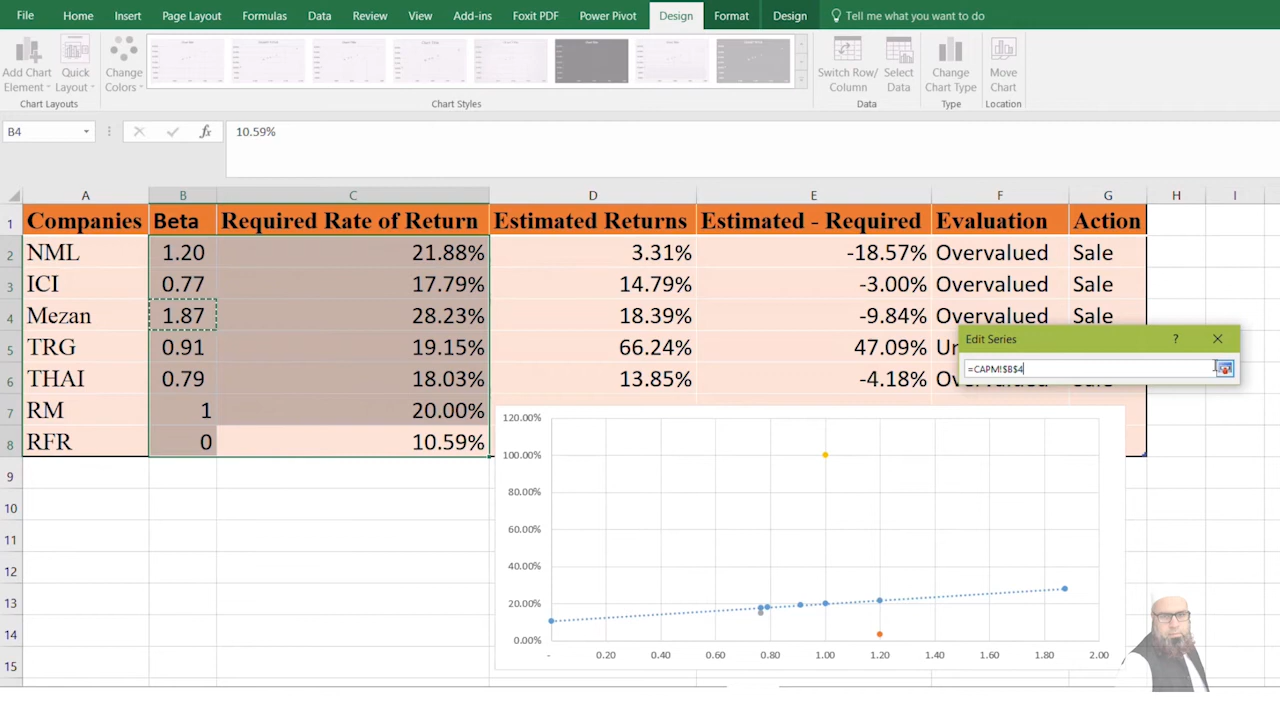 File Home Insert Page Layout Formulas Data Review View Add-ins Foxit PDF Power Pivot Design Format Design Tell me what you want to do
Add Chart Element Quick Layout Change Colors Switch Row/ Column Select Data Change Chart Type Move Chart
Chart Layouts Chart Styles Data Type Location
B4 fx 10.59%
A B C D E F G H I
1 Companies Beta Required Rate of Return Estimated Returns Estimated - Required Evaluation Action
2 NML 1.20 21.88% 3.31% -18.57% Overvalued Sale
3 ICI 0.77 17.79% 14.79% -3.00% Overvalued Sale
4 Mezan 1.87 28.23% 18.39% -9.84% Overvalued Sale
Edit Series ?
5 TRG 0.91 19.15% 66.24% 47.09%
=CAPM!$B$4
6 THAI 0.79 18.03% 13.85% -4.18%
7 RM 1 20.00%
8 RFR 0 10.59%
9
10
11
12
13
14
15
120.00%
100.00%
80.00%
60.00%
40.00%
20.00%
0.00%
- 0.20 0.40 0.60 0.80 1.00 1.20 1.40 1.60 1.80 2.00